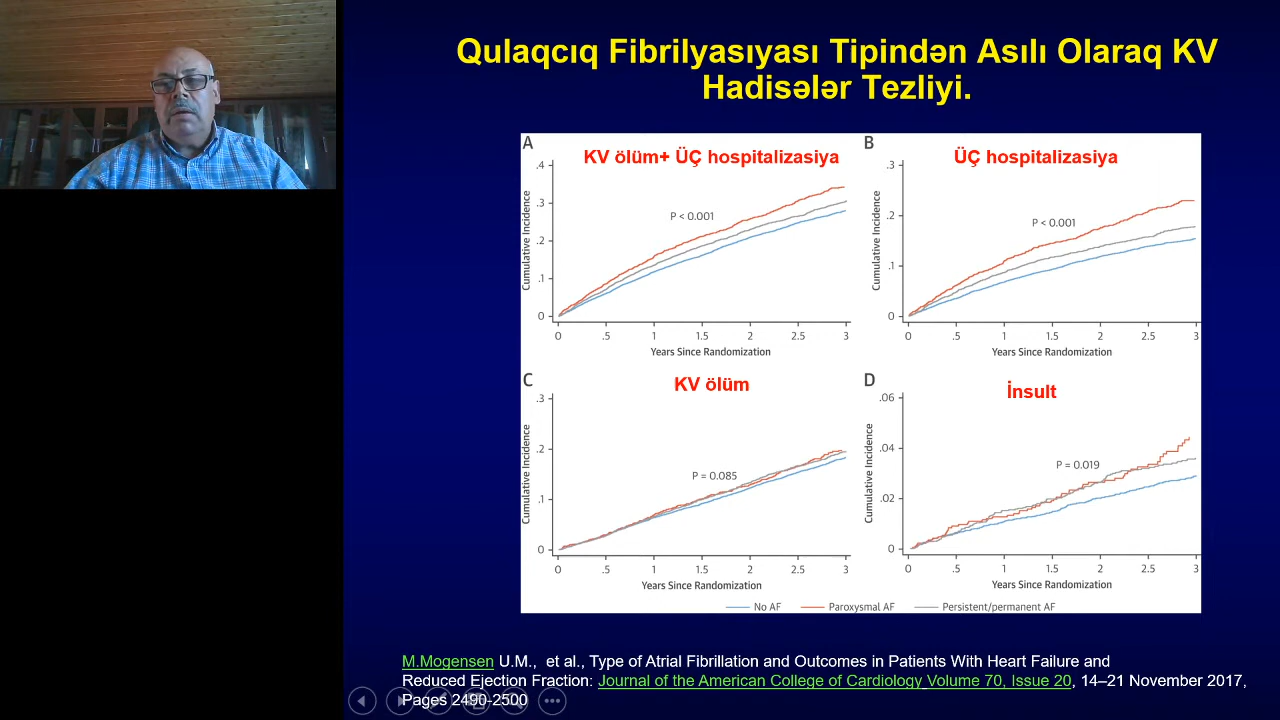 Qulaqcıq Fibrilyasıyası Tipindən Asılı Olaraq KV
Hadisələr Tezliyi.
A
KV ölüm+ ÜÇ hospitalizasiya
Cumulative Incidence
.4
.3
.2
.1
0
P < 0.001
0 .5 1 1.5 2 2.5 3
Years Since Randomization
B
ÜÇ hospitalizasiya
Cumulative Incidence
.3
.2
.1
0
P < 0.001
0 .5 1 1.5 2 2.5 3
Years Since Randomization
C
KV ölüm
Cumulative Incidence
.3
.2
.1
0
P = 0.085
0 .5 1 1.5 2 2.5 3
Years Since Randomization
D
İnsult
Cumulative Incidence
.06
.04
.02
0
P = 0.019
0 .5 1 1.5 2 2.5 3
Years Since Randomization
No AF Paroxysmal AF Persistent/permanent AF
M.Mogensen U.M., et al., Type of Atrial Fibrillation and Outcomes in Patients With Heart Failure and
Reduced Ejection Fraction: Journal of the American College of Cardiology Volume 70, Issue 20, 14–21 November 2017,
Pages 2490-2500